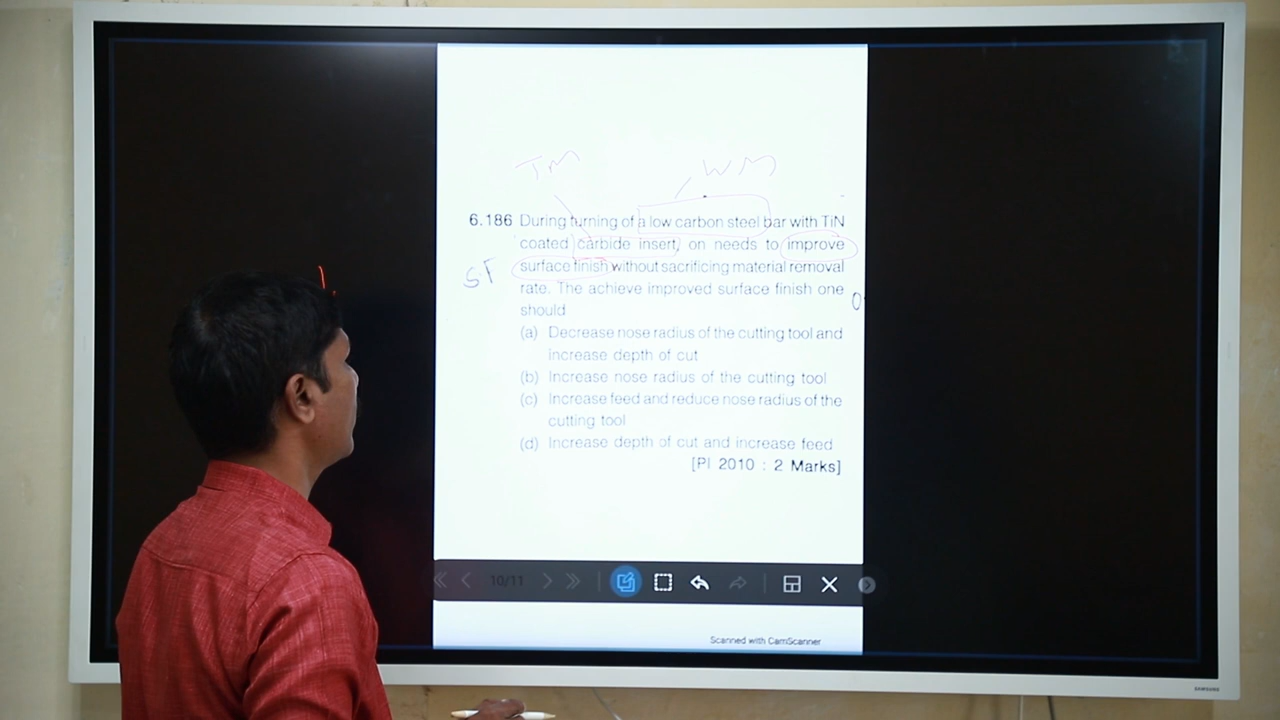 TM
WM
6.186 During turning of a low carbon steel bar with TiN
coated carbide insert, on needs to improve
surface finish without sacrificing material removal
S.F
rate. The achieve improved surface finish one
should
(a) Decrease nose radius of the cutting tool and
increase depth of cut
(b) Increase nose radius of the cutting tool
(c) Increase feed and reduce nose radius of the
cutting tool
(d) Increase depth of cut and increase feed
[PI 2010 : 2 Marks]
10/11
Scanned with CamScanner
SAMSUNG